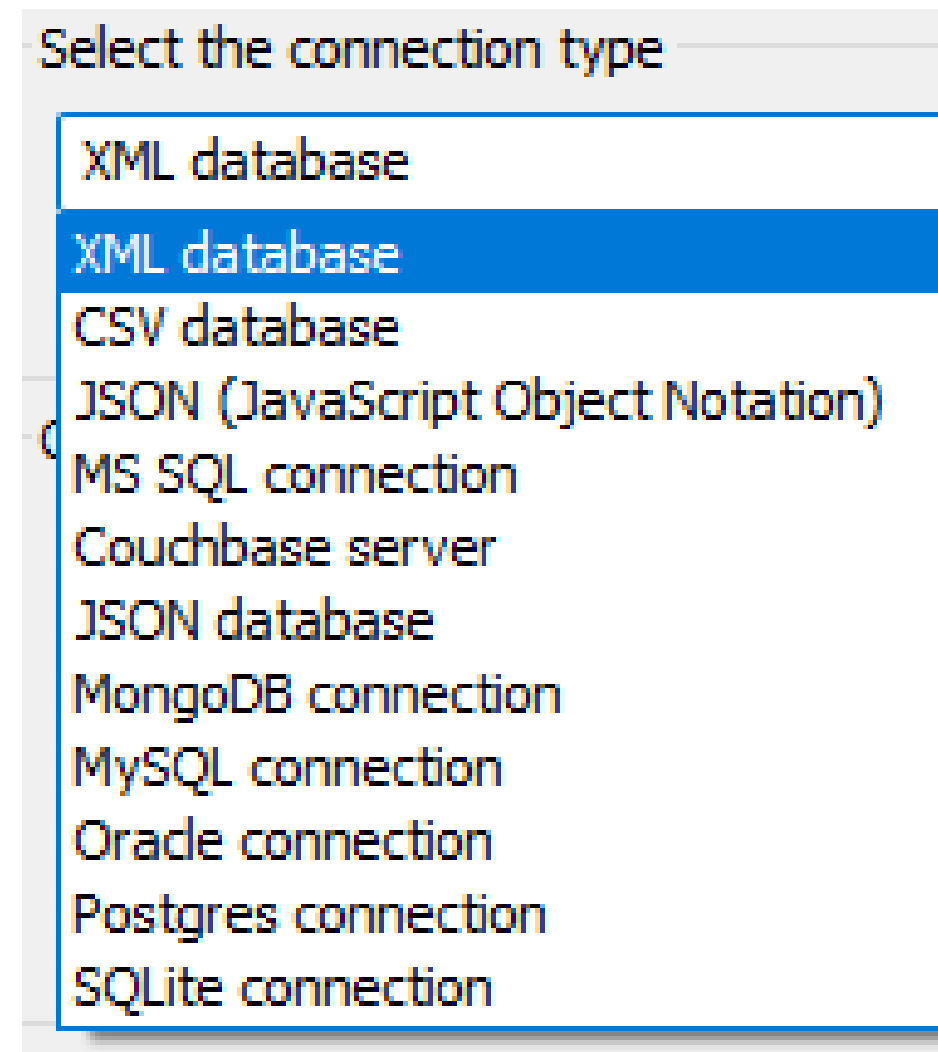 Select the connection type
XML database
XML database
CSV database
JSON (JavaScript Object Notation)
MS SQL connection
Couchbase server
JSON database
MongoDB connection
MySQL connection
Oracle connection
Postgres connection
SQLite connection